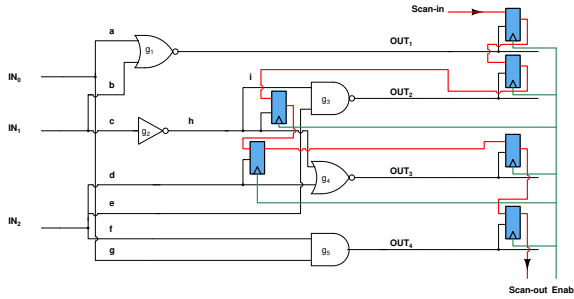 Scan-in
a
OUT₁
g₁
IN₀
b
i
OUT₂
g₃
IN₁
c
g₂
h
d
g₄
OUT₃
e
IN₂
f
OUT₄
g
g₅
Scan-out Enab